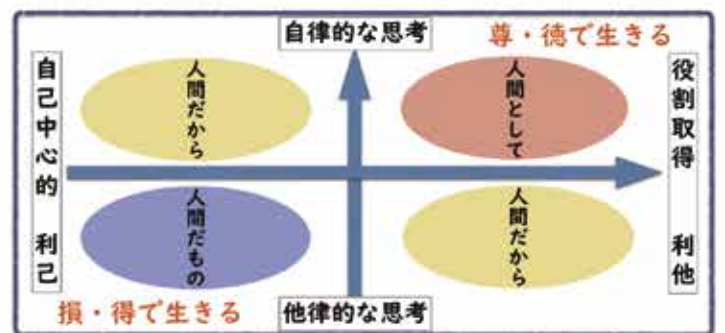 自律的な思考
尊・徳で生きる
自己中心的 利己
人間だから
人間として
役割取得 利他
人間だもの
人間だから
損・得で生きる
他律的な思考